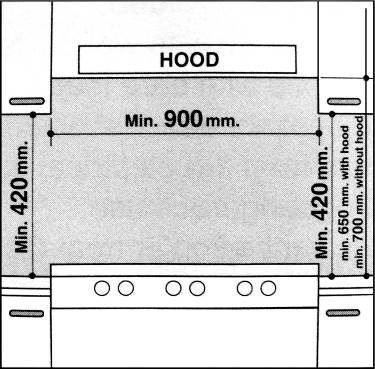 HOOD
Min. 900 mm.
Min. 420 mm.
Min. 420 mm.
min. 650 mm. with hood
min. 700 mm. without hood